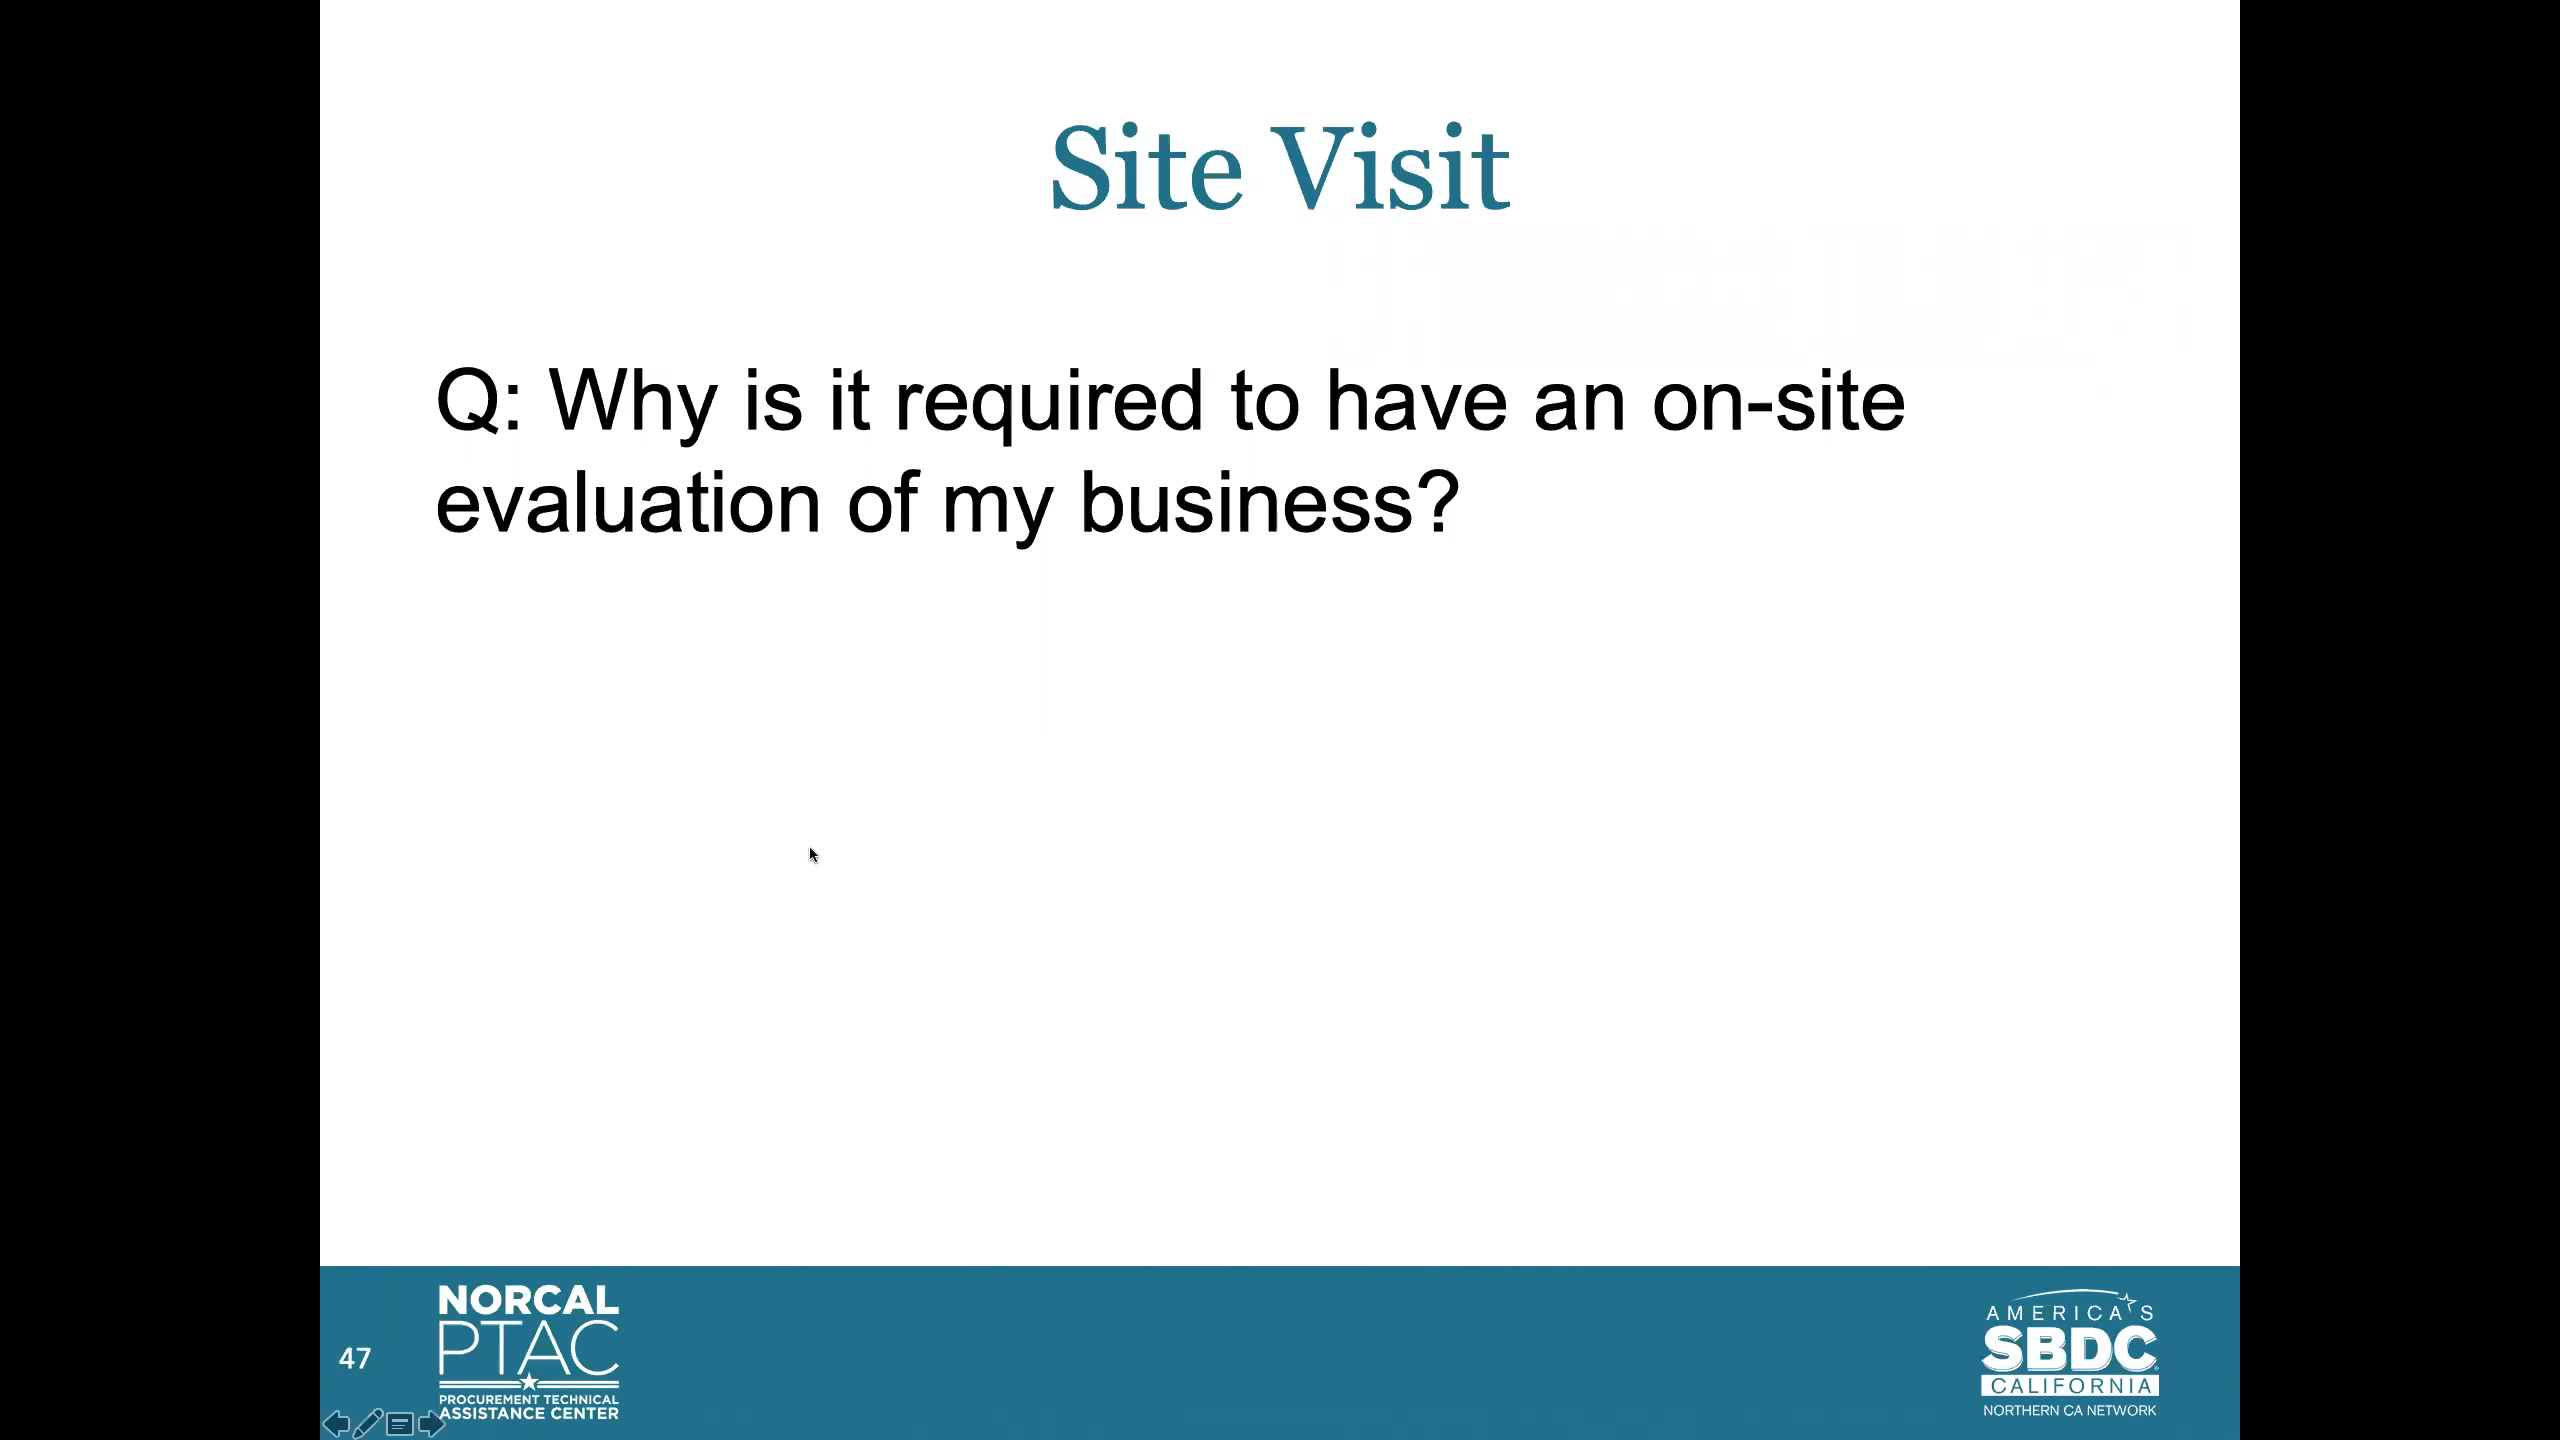 Site Visit
Q: Why is it required to have an on-site
evaluation of my business?
47
NORCAL
PTAC
PROCUREMENT TECHNICAL
ASSISTANCE CENTER
AMERICA'S
SBDC
CALIFORNIA
NORTHERN CA NETWORK